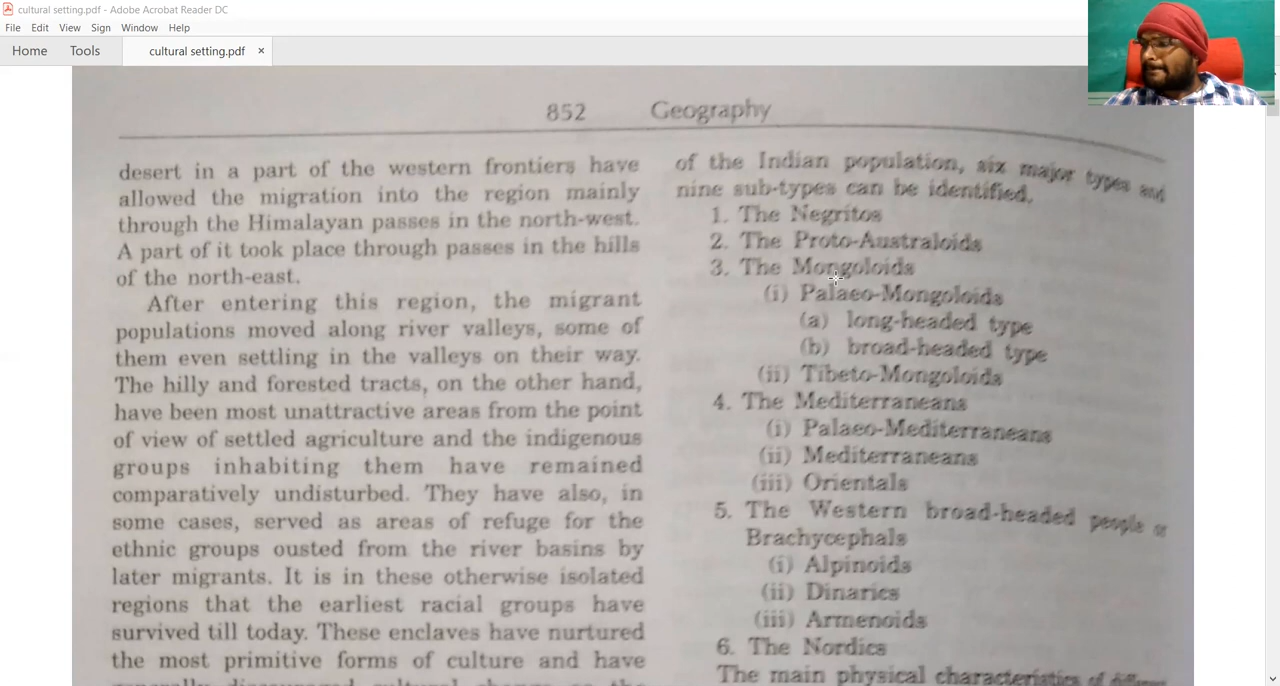 cultural setting.pdf - Adobe Acrobat Reader DC
File Edit View Sign Window Help
Home Tools cultural setting.pdf ×
852 Geography
desert in a part of the western frontiers have
allowed the migration into the region mainly
through the Himalayan passes in the north-west.
A part of it took place through passes in the hills
of the north-east.
After entering this region, the migrant
populations moved along river valleys, some of
them even settling in the valleys on their way.
The hilly and forested tracts, on the other hand,
have been most unattractive areas from the point
of view of settled agriculture and the indigenous
groups inhabiting them have remained
comparatively undisturbed. They have also, in
some cases, served as areas of refuge for the
ethnic groups ousted from the river basins by
later migrants. It is in these otherwise isolated
regions that the earliest racial groups have
survived till today. These enclaves have nurtured
the most primitive forms of culture and have
of the Indian population, six major types and
nine sub-types can be identified.
1. The Negritos
2. The Proto-Australoids
3. The Mongoloids
(i) Palaeo-Mongoloids
(a) long-headed type
(b) broad-headed type
(ii) Tibeto-Mongoloids
4. The Mediterraneans
(i) Palaeo-Mediterraneans
(ii) Mediterraneans
(iii) Orientals
5. The Western broad-headed people or
Brachycephals
(i) Alpinoids
(ii) Dinarics
(iii) Armenoids
6. The Nordics
The main physical characteristics of different